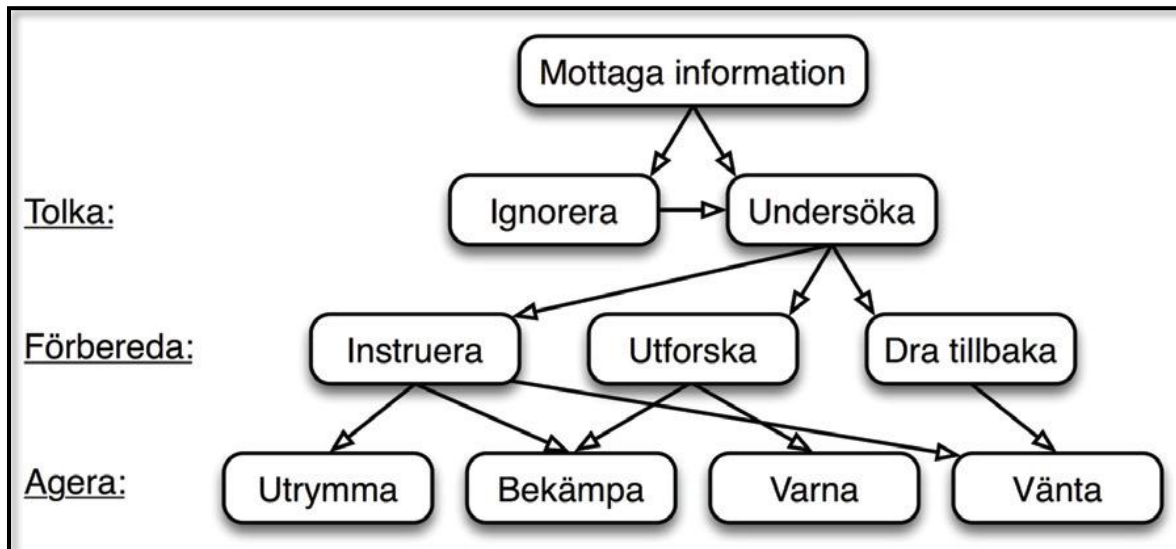 Mottaga information
Tolka: Ignorera Undersöka
Förbereda: Instruera Utforska Dra tillbaka
Agera: Utrymma Bekämpa Varna Vänta